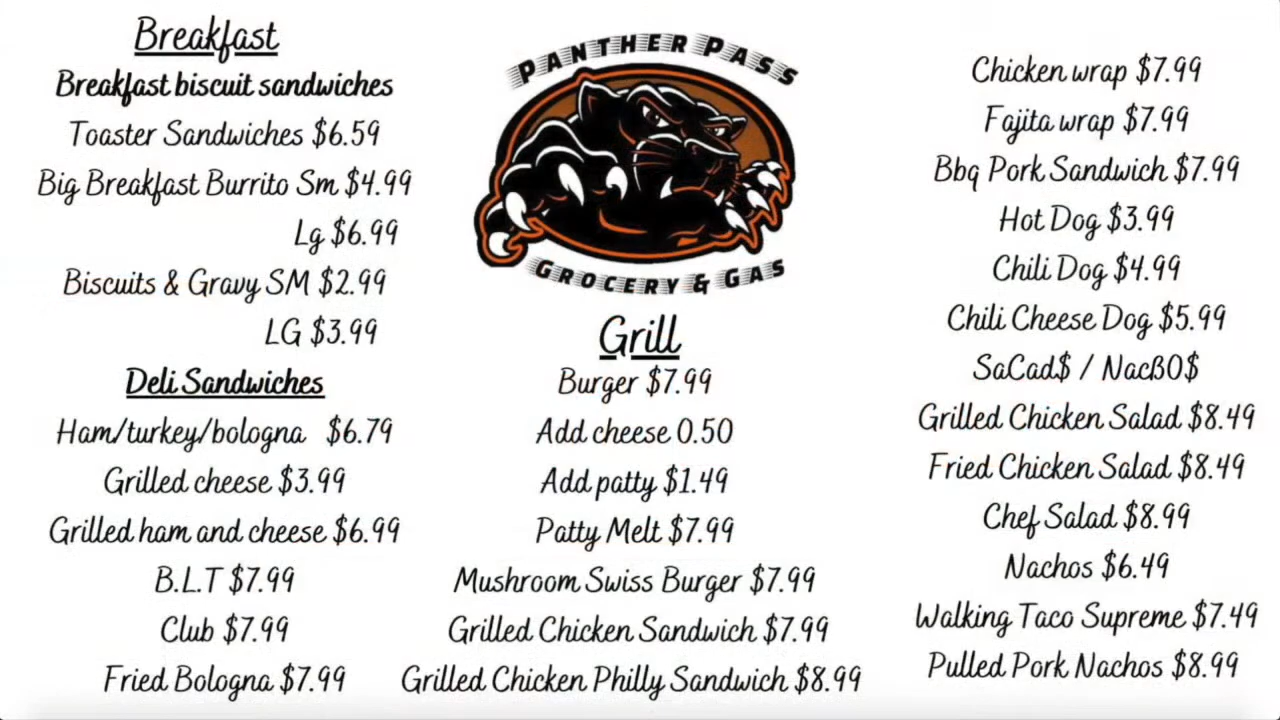 Breakfast
Breakfast biscuit sandwiches
Toaster Sandwiches $6.59
Big Breakfast Burrito Sm $4.99
Lg $6.99
Biscuits & Gravy SM $2.99
LG $3.99
Deli Sandwiches
Ham/turkey/bologna $6.79
Grilled cheese $3.99
Grilled ham and cheese $6.99
B.L.T $7.99
Club $7.99
Fried Bologna $7.99
PANTHER PASS
GROCERY & GAS
Grill
Burger $7.99
Add cheese 0.50
Add patty $1.49
Patty Melt $7.99
Mushroom Swiss Burger $7.99
Grilled Chicken Sandwich $7.99
Grilled Chicken Philly Sandwich $8.99
Chicken wrap $7.99
Fajita wrap $7.99
Bbq Pork Sandwich $7.99
Hot Dog $3.99
Chili Dog $4.99
Chili Cheese Dog $5.99
SaCad$ / NacBO$
Grilled Chicken Salad $8.49
Fried Chicken Salad $8.49
Chef Salad $8.99
Nachos $6.49
Walking Taco Supreme $7.49
Pulled Pork Nachos $8.99